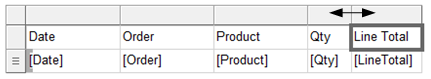 Date Order Product Qty Line Total
[Date] [Order] [Product] [Qty] [LineTotal]